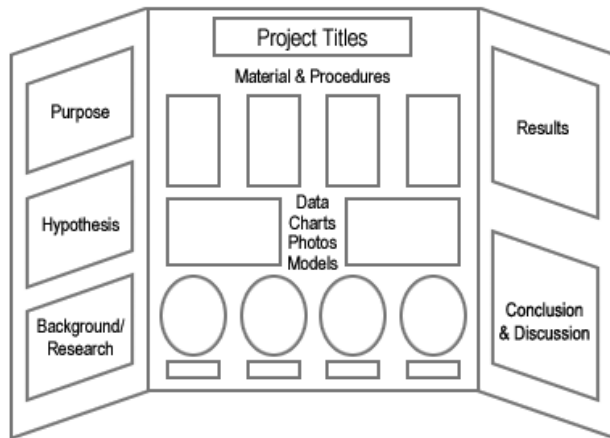 Project Titles
Material & Procedures
Purpose
Hypothesis
Background/
Research
Data
Charts
Photos
Models
Results
Conclusion
& Discussion